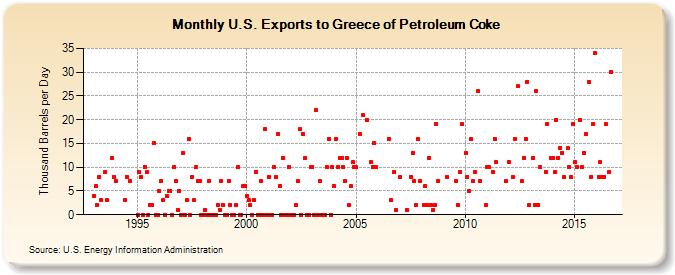 Monthly U.S. Exports to Greece of Petroleum Coke
Thousand Barrels per Day
35
30
25
20
15
10
5
0
1995 2000 2005 2010 2015
Source: U.S. Energy Information Administration